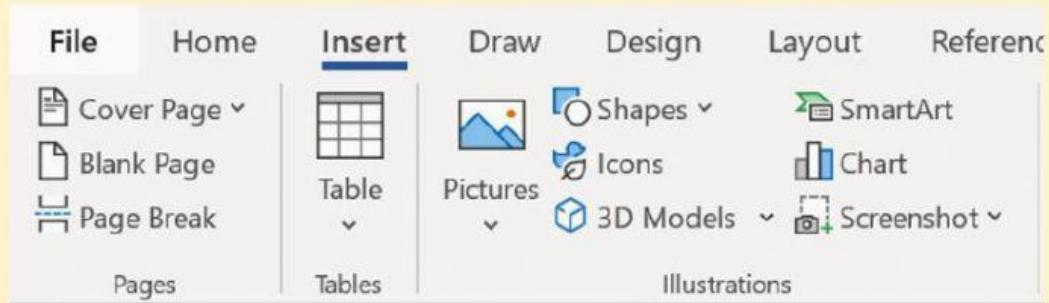 File Home Insert Draw Design Layout Referenc
Cover Page
Blank Page
Page Break
Pages
Table
Tables
Pictures
Shapes
Icons
3D Models
SmartArt
Chart
Screenshot
Illustrations